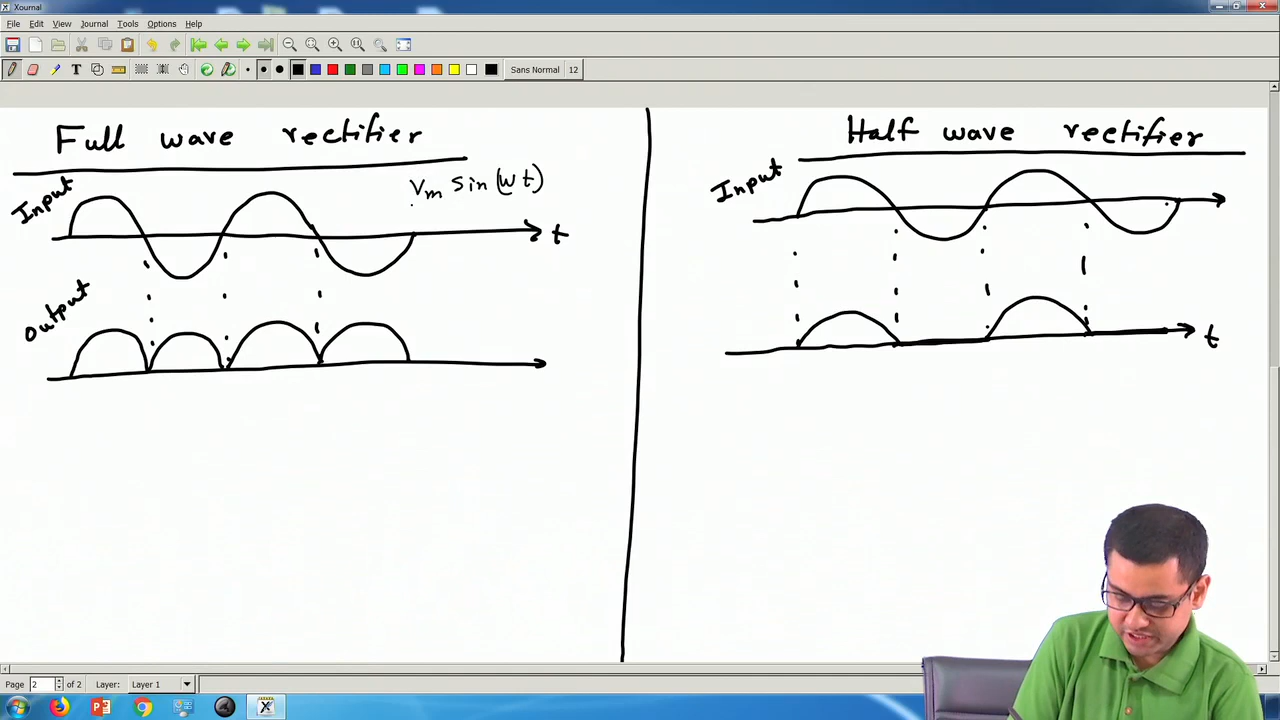 Xournal
File Edit View Journal Tools Options Help
Sans Normal 12
Full wave rectifier
Input
Vm sin (wt)
t
Output
Half wave rectifier
Input
t
Page 2 of 2 Layer: Layer 1